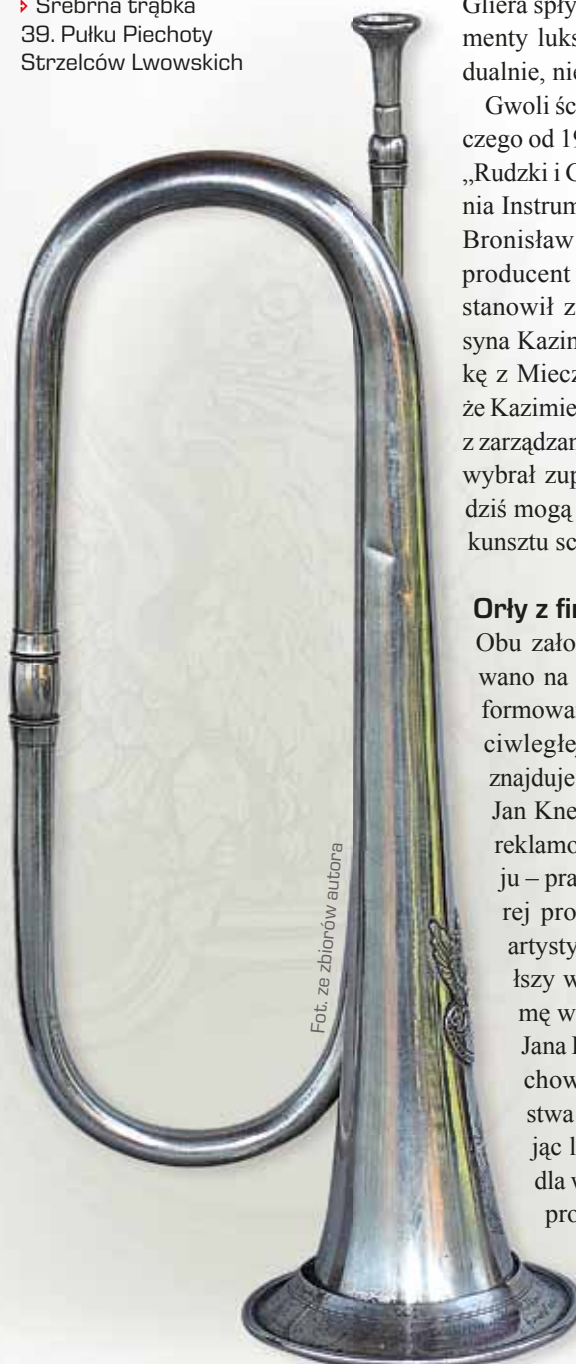 Srebrna trąbka
39. Pułku Piechoty
Strzelców Lwowskich
Fot. ze zbiorów autora
Gliera spły
menty luks
dualnie, nie
Gwoli śc
czego od 19
„Rudzki i G
nia Instrum
Bronisław
producent
stanowił z
syna Kazin
kę z Miecz
że Kazimie
z zarządzan
wybrał zup
dziś mogą
kunsztu sc
Orły z fir
Obu zało
wano na
formowa
ciwległej
znajduje
Jan Kne
reklamo
ju – pra
rej pro
artysty
łszy w
mę w
Jana
chow
stwa
jąc l
dla w
pro